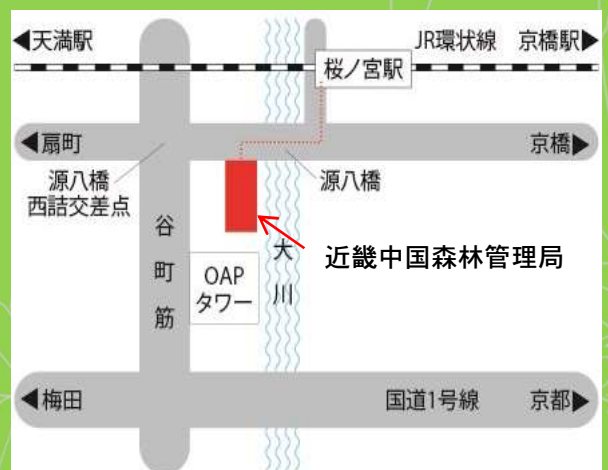 ◀天満駅
JR環状線 京橋駅▶
桜ノ宮駅
◀扇町
京橋▶
源八橋
西詰交差点
源八橋
谷町筋
大川
OAP
タワー
近畿中国森林管理局
◀梅田
国道1号線 京都▶